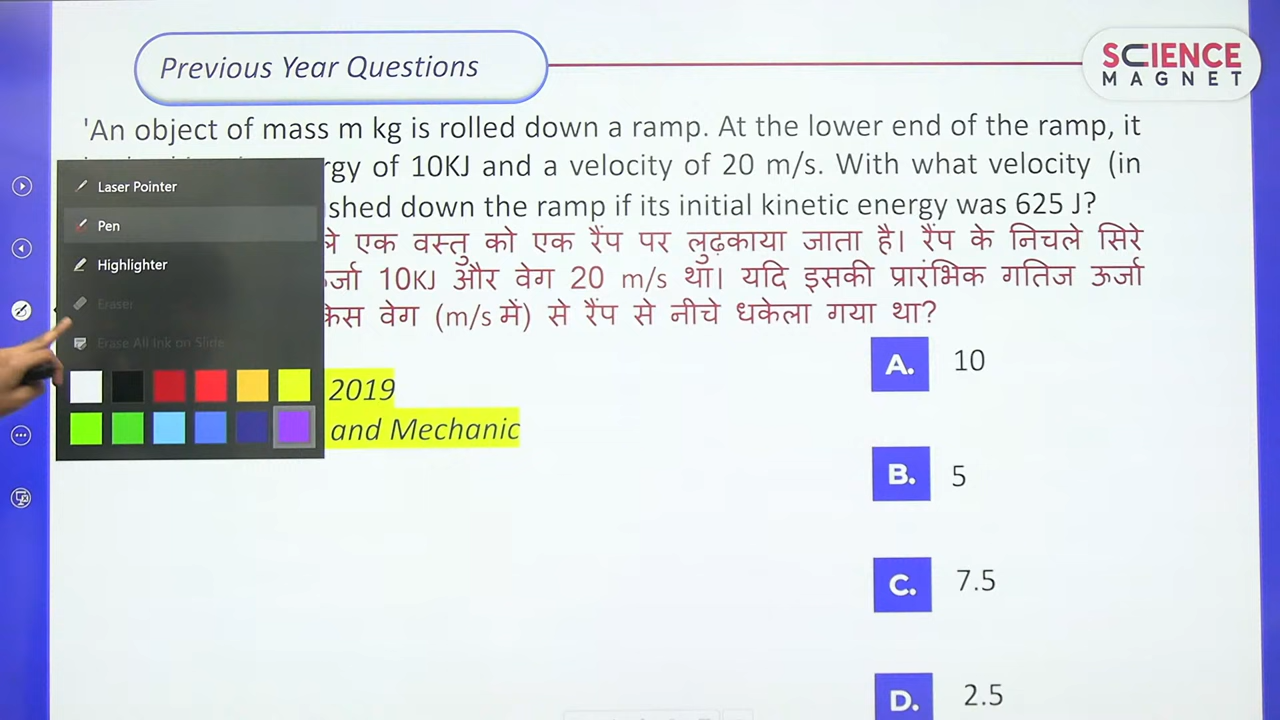 Previous Year Questions
SCIENCE
MAGNET
'An object of mass m kg is rolled down a ramp. At the lower end of the ramp, it
of 10KJ and a velocity of 20 m/s. With what velocity (in
down the ramp if its initial kinetic energy was 625 J?
एक वस्तु को एक रैंप पर लुढ़काया जाता है। रैंप के निचले सिरे
10KJ और वेग 20 m/s था। यदि इसकी प्रारंभिक गतिज ऊर्जा
वेग (m/s में) से रैंप से नीचे धकेला गया था?
Laser Pointer
Pen
Highlighter
Eraser
Erase All Ink on Slide
2019
and Mechanic
A. 10
B. 5
C. 7.5
D. 2.5